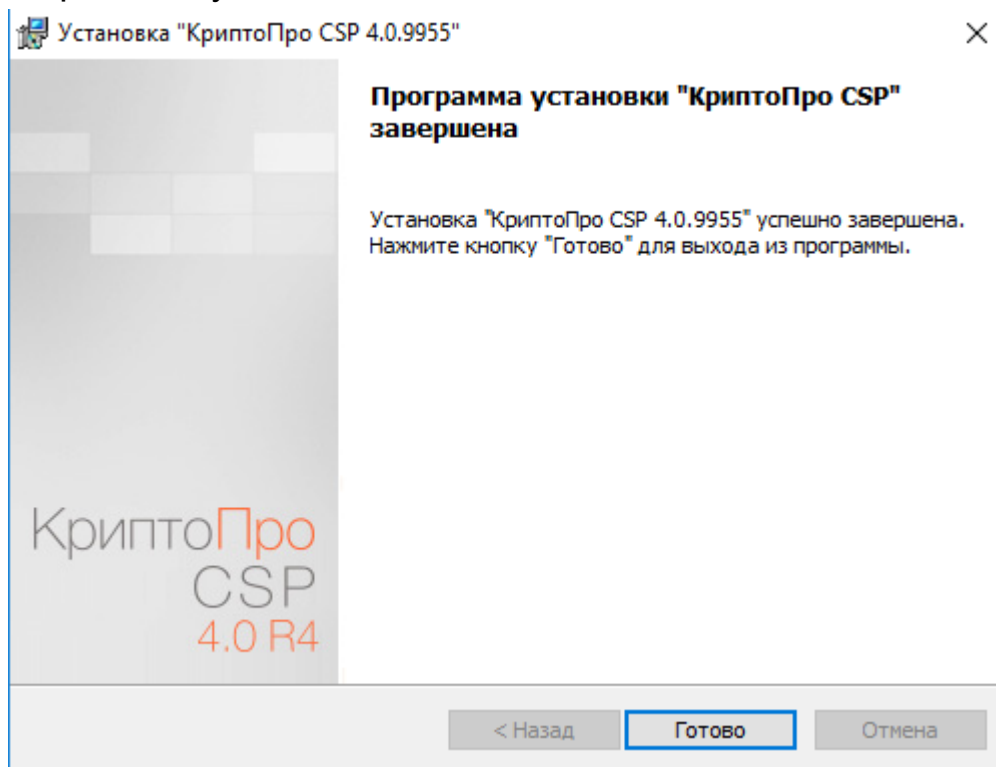 Установка "КриптоПро CSP 4.0.9955"
Программа установки "КриптоПро CSP"
завершена
Установка "КриптоПро CSP 4.0.9955" успешно завершена.
Нажмите кнопку "Готово" для выхода из программы.
КриптоПро
CSP
4.0 R4
< Назад
Готово
Отмена